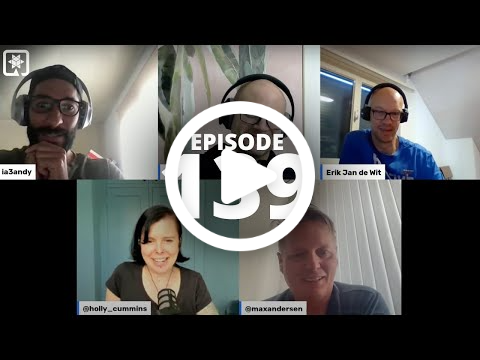 EPISODE
139
ia3andy
Erik Jan de Wit
@holly_cummins
@maxandersen